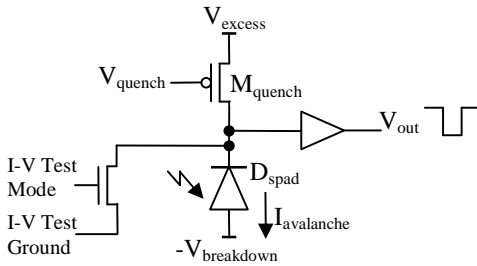 V_excess
V_quench
M_quench
V_out
I-V Test
Mode
D_spad
I-V Test
Ground
I_avalanche
-V_breakdown